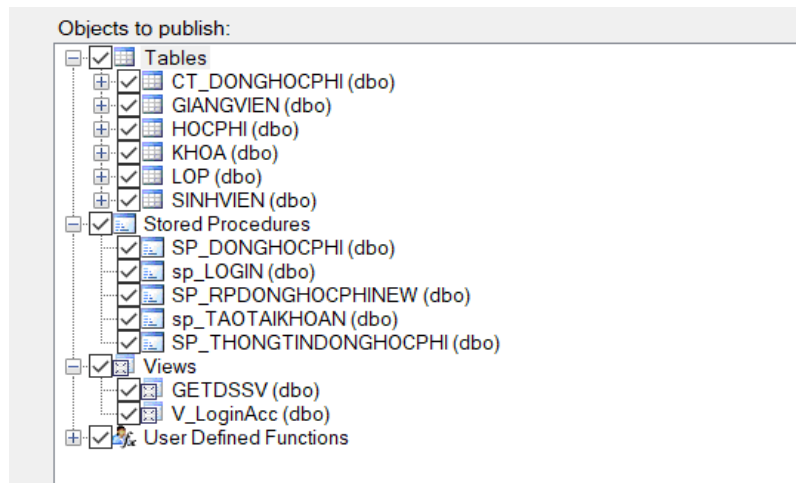 Objects to publish:
Tables
CT_DONGHOCPHI (dbo)
GIANGVIEN (dbo)
HOCPHI (dbo)
KHOA (dbo)
LOP (dbo)
SINHVIEN (dbo)
Stored Procedures
SP_DONGHOCPHI (dbo)
sp_LOGIN (dbo)
SP_RPDONGHOCPHINEW (dbo)
sp_TAOTAIKHOAN (dbo)
SP_THONGTINDONGHOCPHI (dbo)
Views
GETDSSV (dbo)
V_LoginAcc (dbo)
User Defined Functions